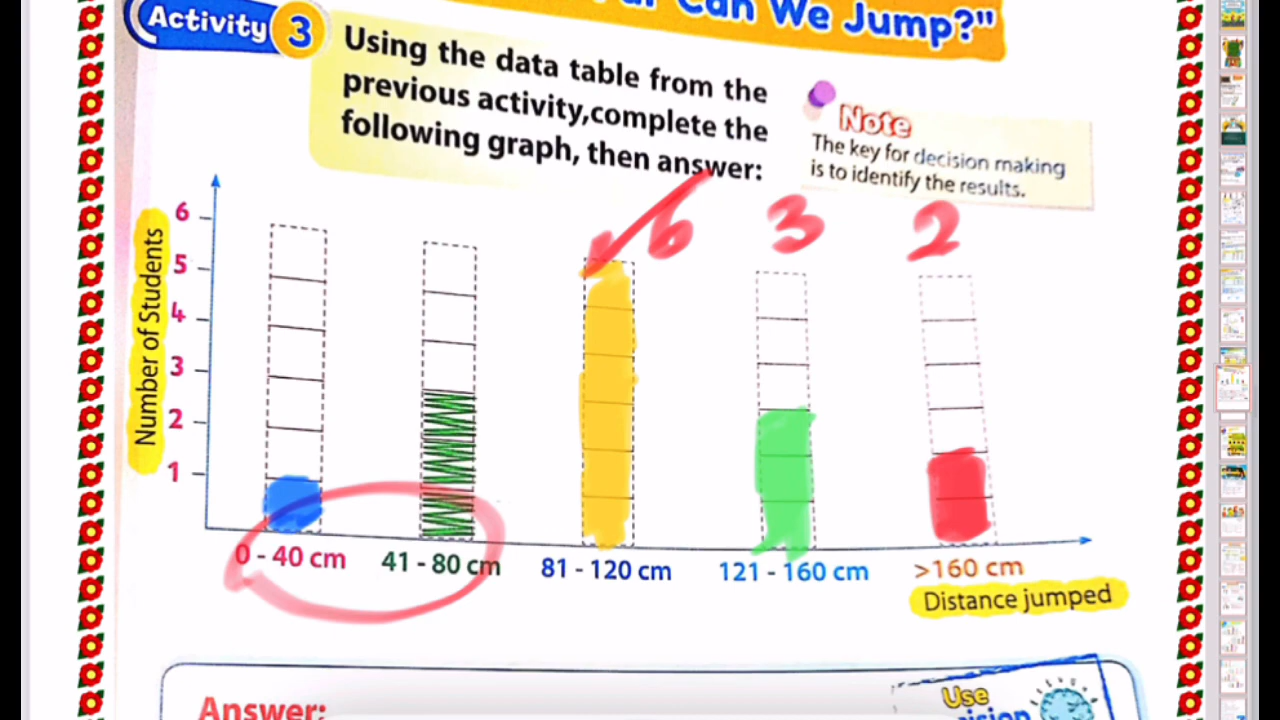 Can We Jump?"
Activity 3
Using the data table from the
previous activity,complete the
following graph, then answer:
Note
The key for decision making
is to identify the results.
6 3 2
Number of Students
6
5
4
3
2
1
0 - 40 cm 41 - 80 cm 81 - 120 cm 121 - 160 cm >160 cm
Distance jumped
Answer:
Use